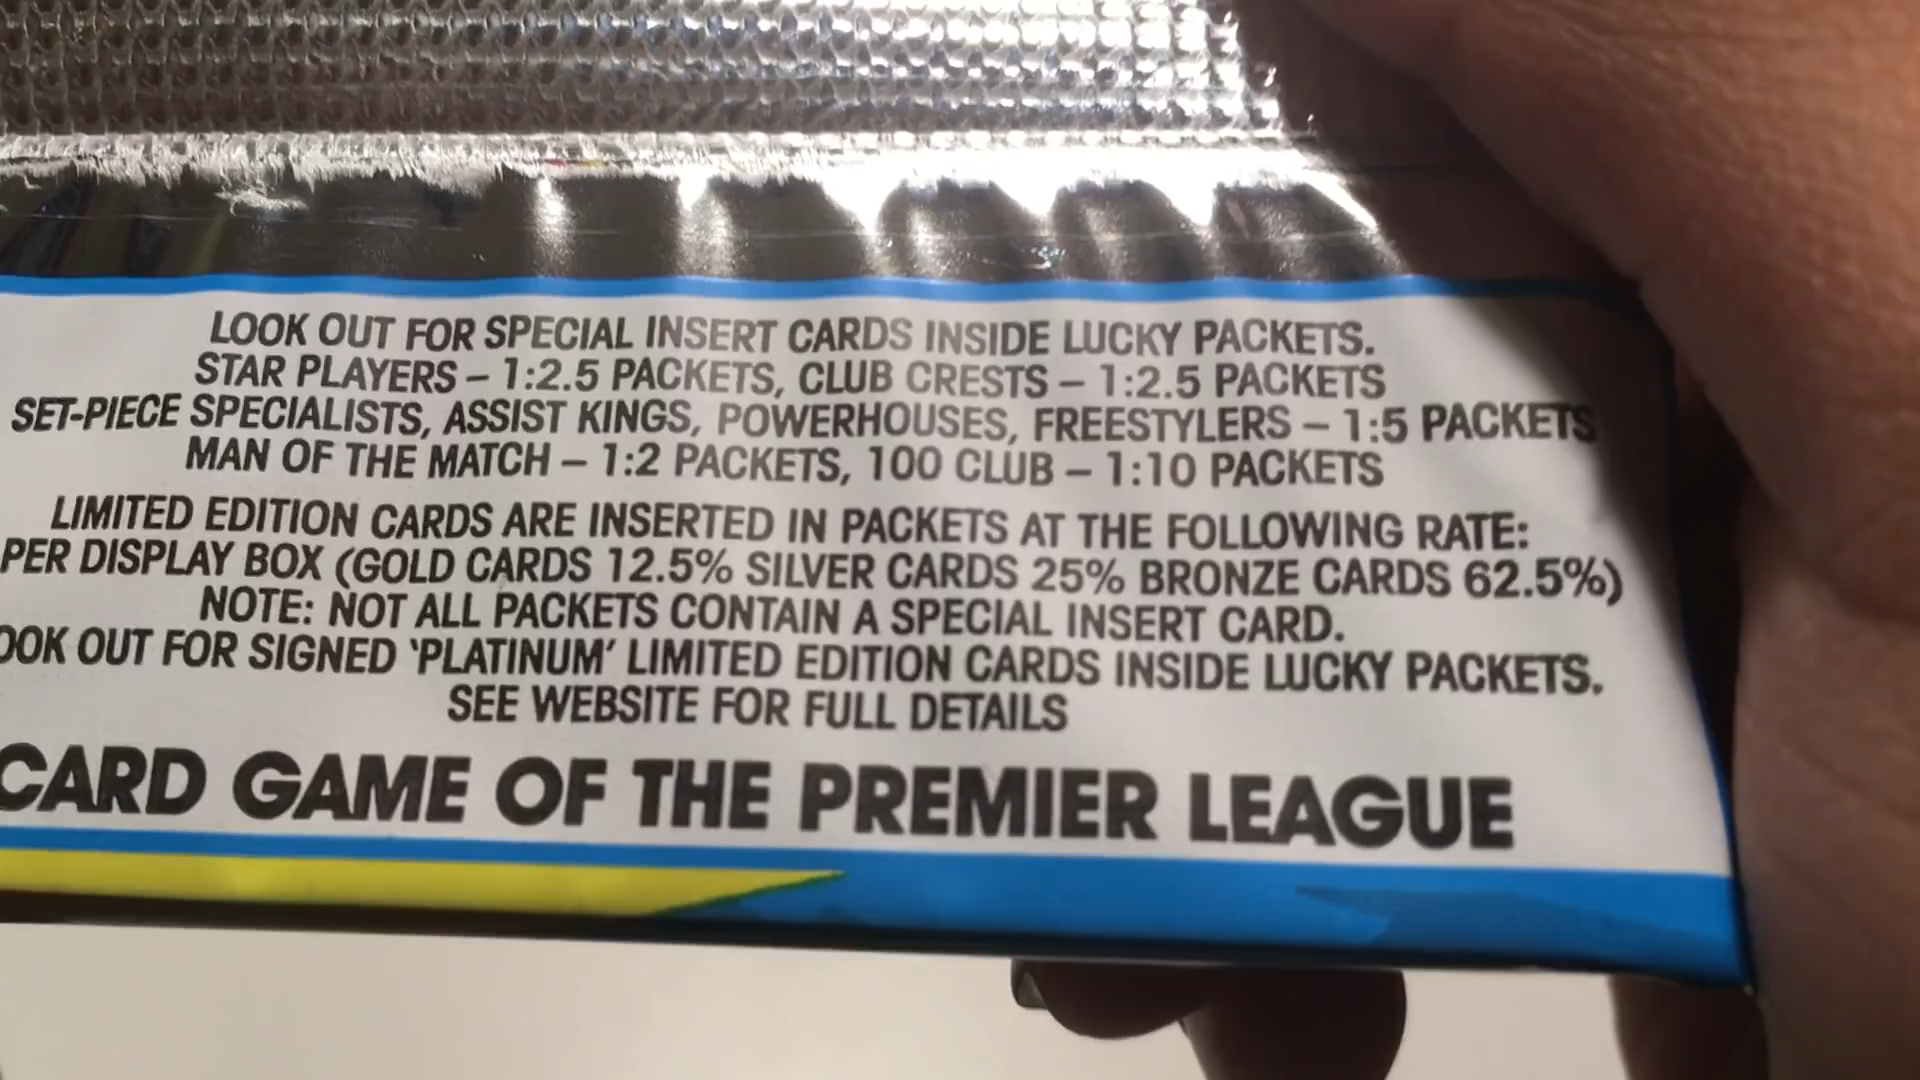 LOOK OUT FOR SPECIAL INSERT CARDS INSIDE LUCKY PACKETS.
STAR PLAYERS – 1:2.5 PACKETS, CLUB CRESTS – 1:2.5 PACKETS
SET-PIECE SPECIALISTS, ASSIST KINGS, POWERHOUSES, FREESTYLERS – 1:5 PACKETS
MAN OF THE MATCH – 1:2 PACKETS, 100 CLUB – 1:10 PACKETS
LIMITED EDITION CARDS ARE INSERTED IN PACKETS AT THE FOLLOWING RATE:
PER DISPLAY BOX (GOLD CARDS 12.5% SILVER CARDS 25% BRONZE CARDS 62.5%)
NOTE: NOT ALL PACKETS CONTAIN A SPECIAL INSERT CARD.
OOK OUT FOR SIGNED 'PLATINUM' LIMITED EDITION CARDS INSIDE LUCKY PACKETS.
SEE WEBSITE FOR FULL DETAILS
CARD GAME OF THE PREMIER LEAGUE